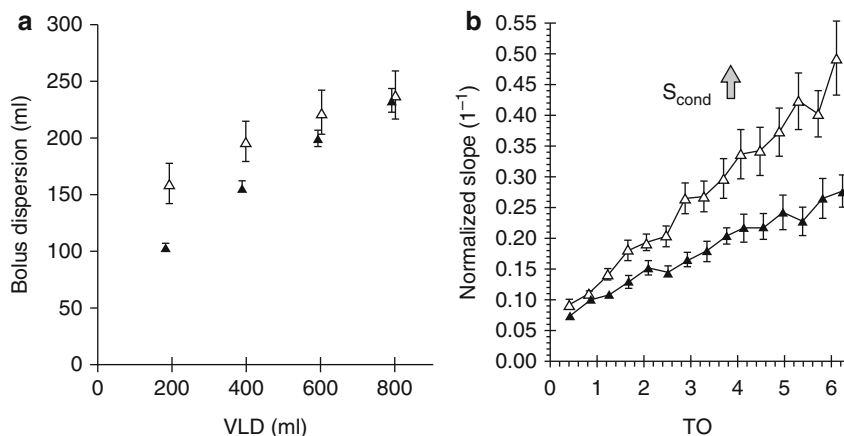 a
300
250
200
150
100
50
0
Bolus dispersion (ml)
0 200 400 600 800
VLD (ml)
b
0.55
0.50
0.45
0.40
0.35
0.30
0.25
0.20
0.15
0.10
0.05
0.00
Normalized slope (1⁻¹)
S_cond
0 1 2 3 4 5 6
TO